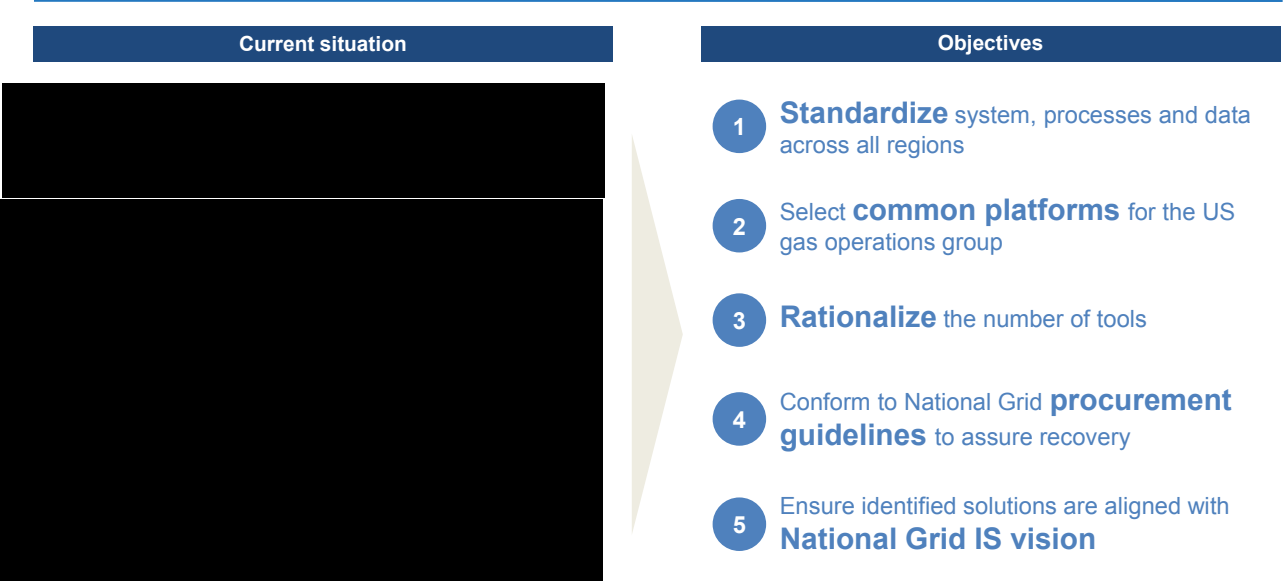 Current situation
Objectives
1
Standardize system, processes and data
across all regions
2
Select common platforms for the US
gas operations group
3
Rationalize the number of tools
4
Conform to National Grid procurement
guidelines to assure recovery
5
Ensure identified solutions are aligned with
National Grid IS vision